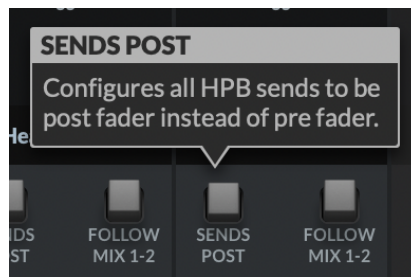 SENDS POST
Configures all HPB sends to be
post fader instead of pre fader.
FOLLOW
MIX 1-2
SENDS
POST
FOLLOW
MIX 1-2